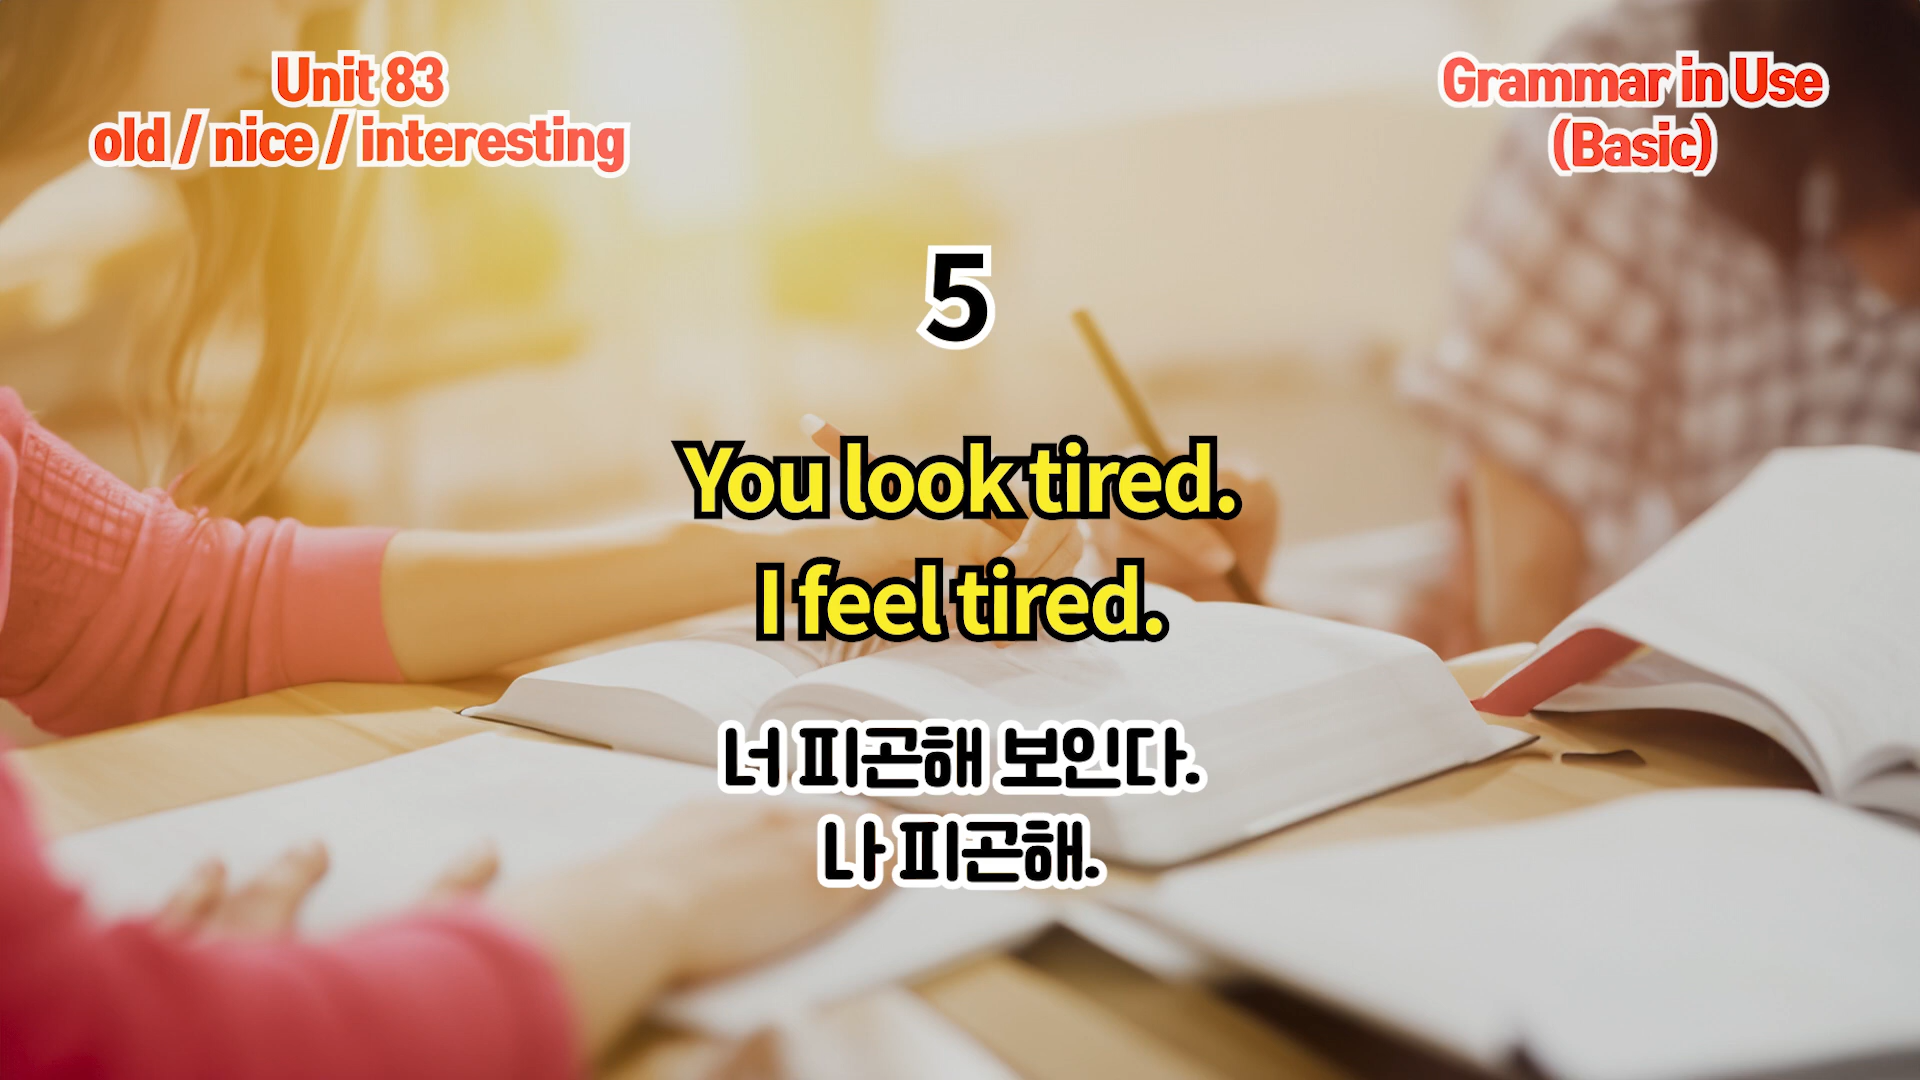 Unit 83
old / nice / interesting
Grammar in Use
(Basic)
5
You look tired.
I feel tired.
너 피곤해 보인다.
나 피곤해.